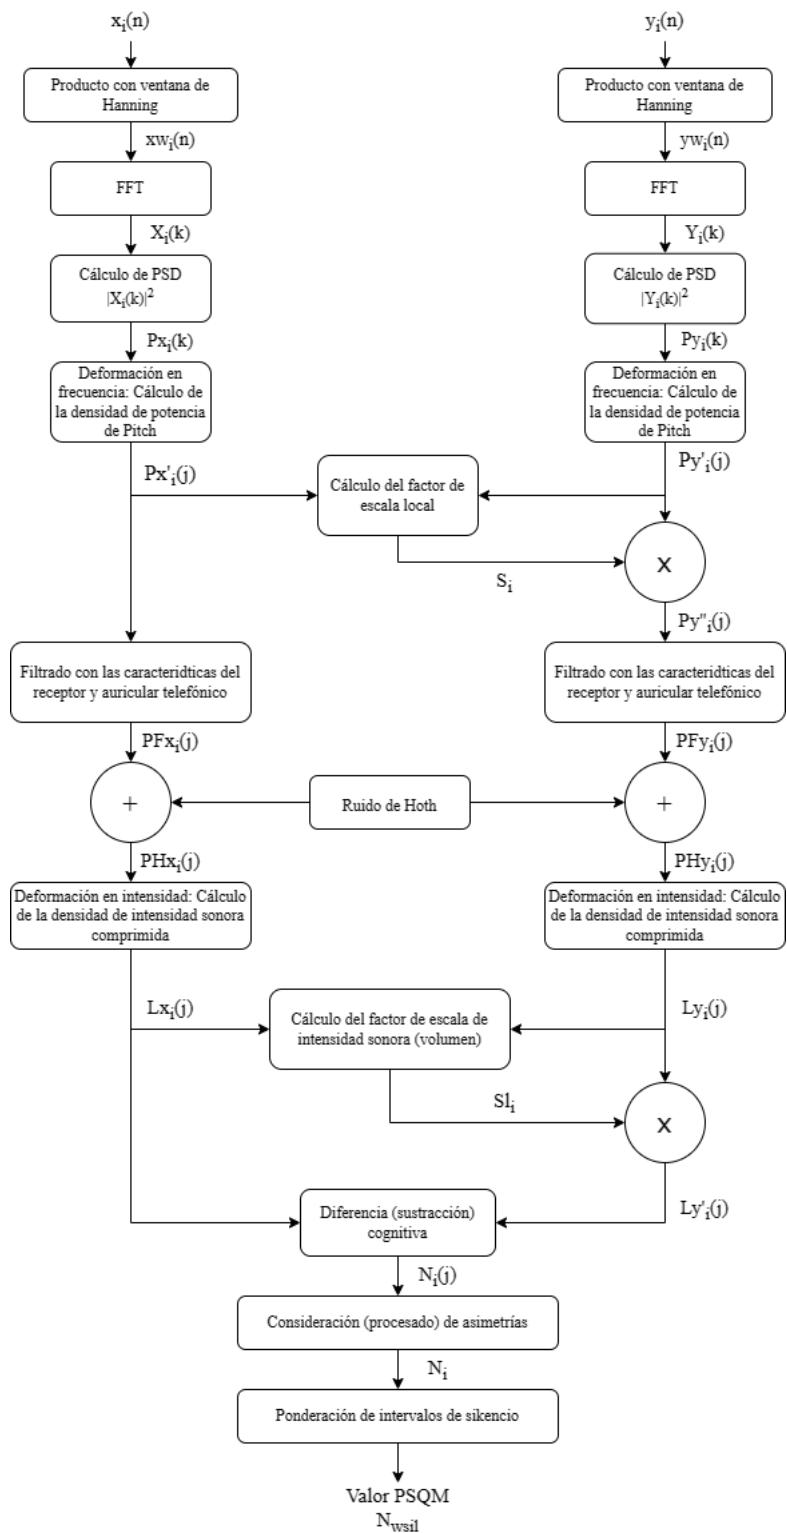 xi(n)
yi(n)
Producto con ventana de
Hanning
Producto con ventana de
Hanning
xwi(n)
ywi(n)
FFT
FFT
Xi(k)
Yi(k)
Cálculo de PSD
|Xi(k)|2
Cálculo de PSD
|Yi(k)|2
Pxi(k)
Pyi(k)
Deformación en
frecuencia: Cálculo de
la densidad de potencia
de Pitch
Deformación en
frecuencia: Cálculo de
la densidad de potencia
de Pitch
Px'i(j)
Py'i(j)
Cálculo del factor de
escala local
x
Si
Py"i(j)
Filtrado con las caracteridticas del
receptor y auricular telefónico
Filtrado con las caracteridticas del
receptor y auricular telefónico
PFxi(j)
PFyi(j)
+
Ruido de Hoth
+
PHxi(j)
PHyi(j)
Deformación en intensidad: Cálculo
de la densidad de intensidad sonora
comprimida
Deformación en intensidad: Cálculo
de la densidad de intensidad sonora
comprimida
Lxi(j)
Lyi(j)
Cálculo del factor de escala de
intensidad sonora (volumen)
Sli
x
Ly'i(j)
Diferencia (sustracción)
cognitiva
Ni(j)
Consideración (procesado) de asimetrías
Ni
Ponderación de intervalos de sikencio
Valor PSQM
Nwsil